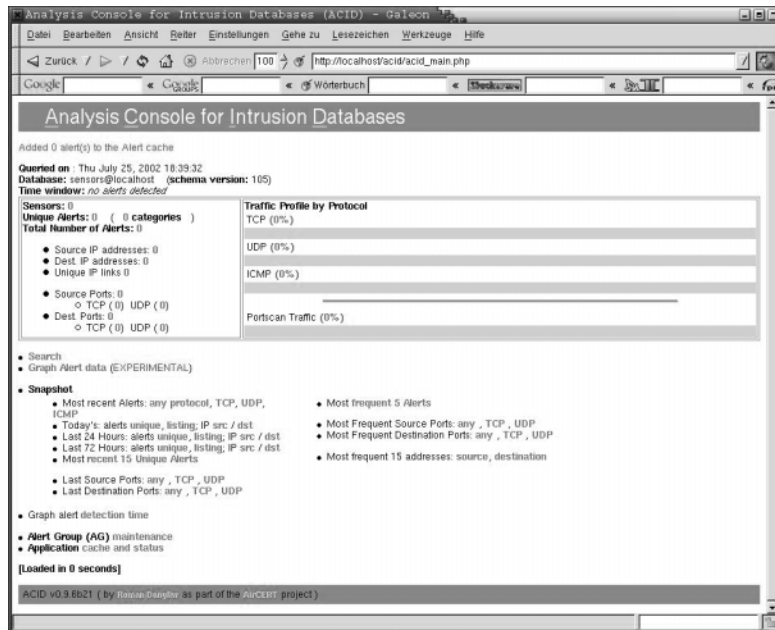 Analysis Console for Intrusion Databases (ACID) - Galeon
Datei Bearbeiten Ansicht Reiter Einstellungen Gehe zu Lesezeichen Werkzeuge Hilfe
Zurück / / Abbrechen 100 http://localhost/acid/acid_main.php
Google « Google « Wörterbuch « «
Analysis Console for Intrusion Databases
Added 0 alert(s) to the Alert cache
Queried on : Thu July 25, 2002 18:39:32
Database: sensors@localhost (schema version: 105)
Time window: no alerts detected
Sensors: 0
Unique Alerts: 0 ( 0 categories )
Total Number of Alerts: 0
• Source IP addresses: 0
• Dest. IP addresses: 0
• Unique IP links 0
• Source Ports: 0
○ TCP ( 0) UDP ( 0)
• Dest. Ports: 0
○ TCP ( 0) UDP ( 0)
Traffic Profile by Protocol
TCP (0%)
UDP (0%)
ICMP (0%)
Portscan Traffic (0%)
• Search
• Graph Alert data (EXPERIMENTAL)
• Snapshot
• Most recent Alerts: any protocol, TCP, UDP,
ICMP
• Today's: alerts unique, listing; IP src / dst
• Last 24 Hours: alerts unique, listing; IP src / dst
• Last 72 Hours: alerts unique, listing; IP src / dst
• Most recent 15 Unique Alerts
• Last Source Ports: any , TCP , UDP
• Last Destination Ports: any , TCP , UDP
• Most frequent 5 Alerts
• Most Frequent Source Ports: any , TCP , UDP
• Most Frequent Destination Ports: any , TCP , UDP
• Most frequent 15 addresses: source, destination
• Graph alert detection time
• Alert Group (AG) maintenance
• Application cache and status
[Loaded in 0 seconds]
ACID v0.9.6b21 ( by Roman Danyliw as part of the AirCERT project )